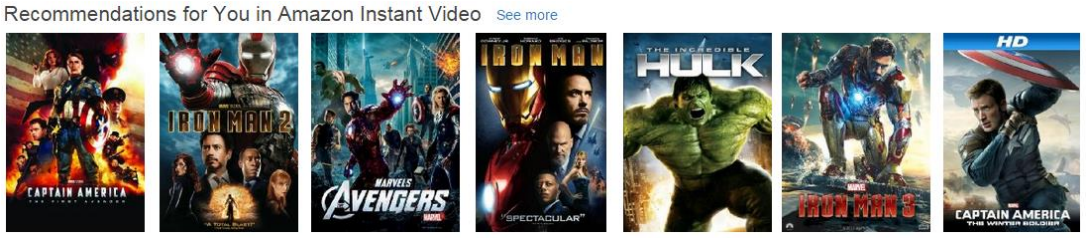 Recommendations for You in Amazon Instant Video See more
CAPTAIN AMERICA
THE FIRST AVENGER
IRON MAN 2
"A TOTAL BLAST!"
MARVEL'S
AVENGERS
MARVEL
IRON MAN
"SPECTACULAR"
THE INCREDIBLE
HULK
MARVEL
IRON MAN 3
HD
CAPTAIN AMERICA
THE WINTER SOLDIER